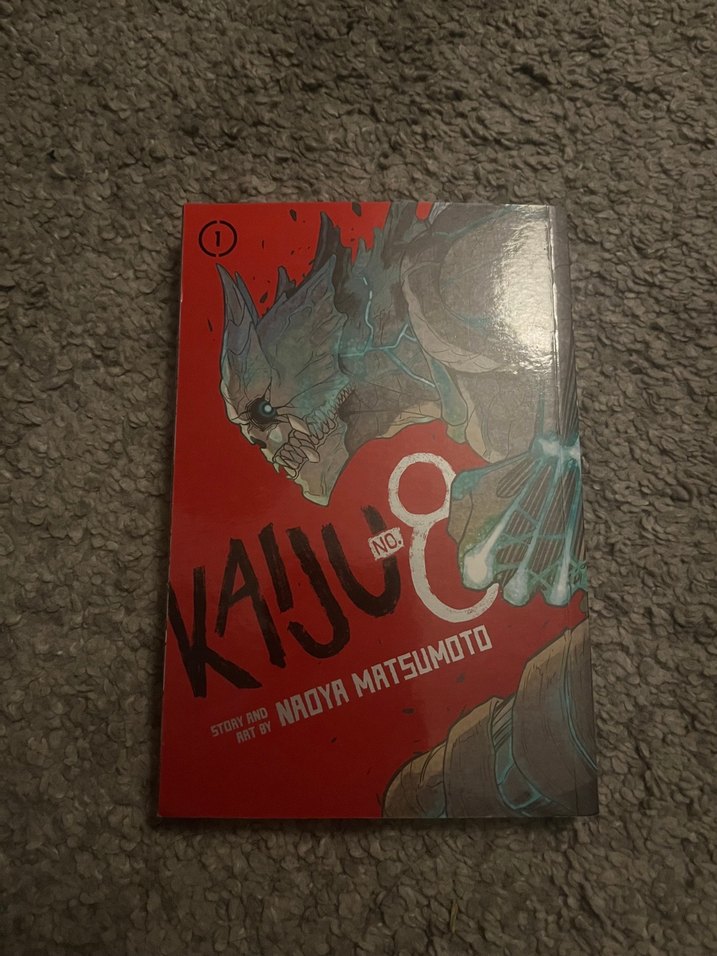 1
KAIJU NO. 8
STORY AND
ART BY NAOYA MATSUMOTO